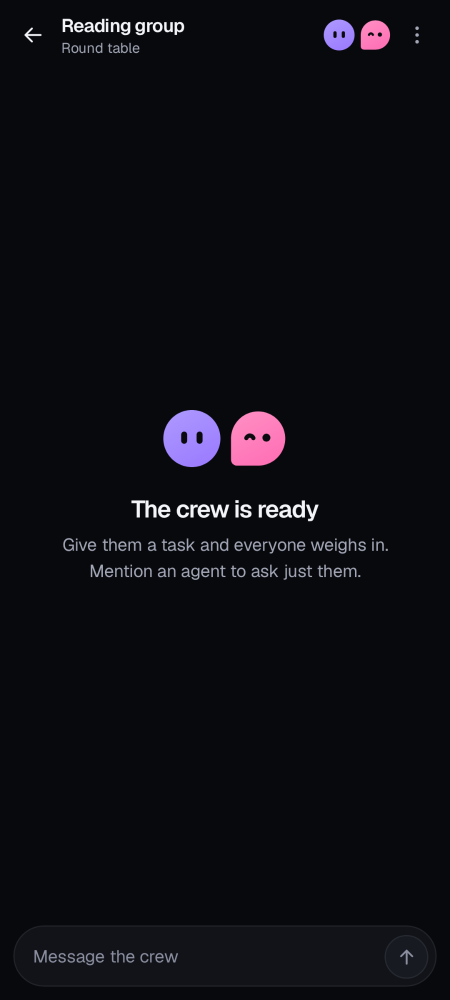 Reading group
Round table
The crew is ready
Give them a task and everyone weighs in.
Mention an agent to ask just them.
Message the crew